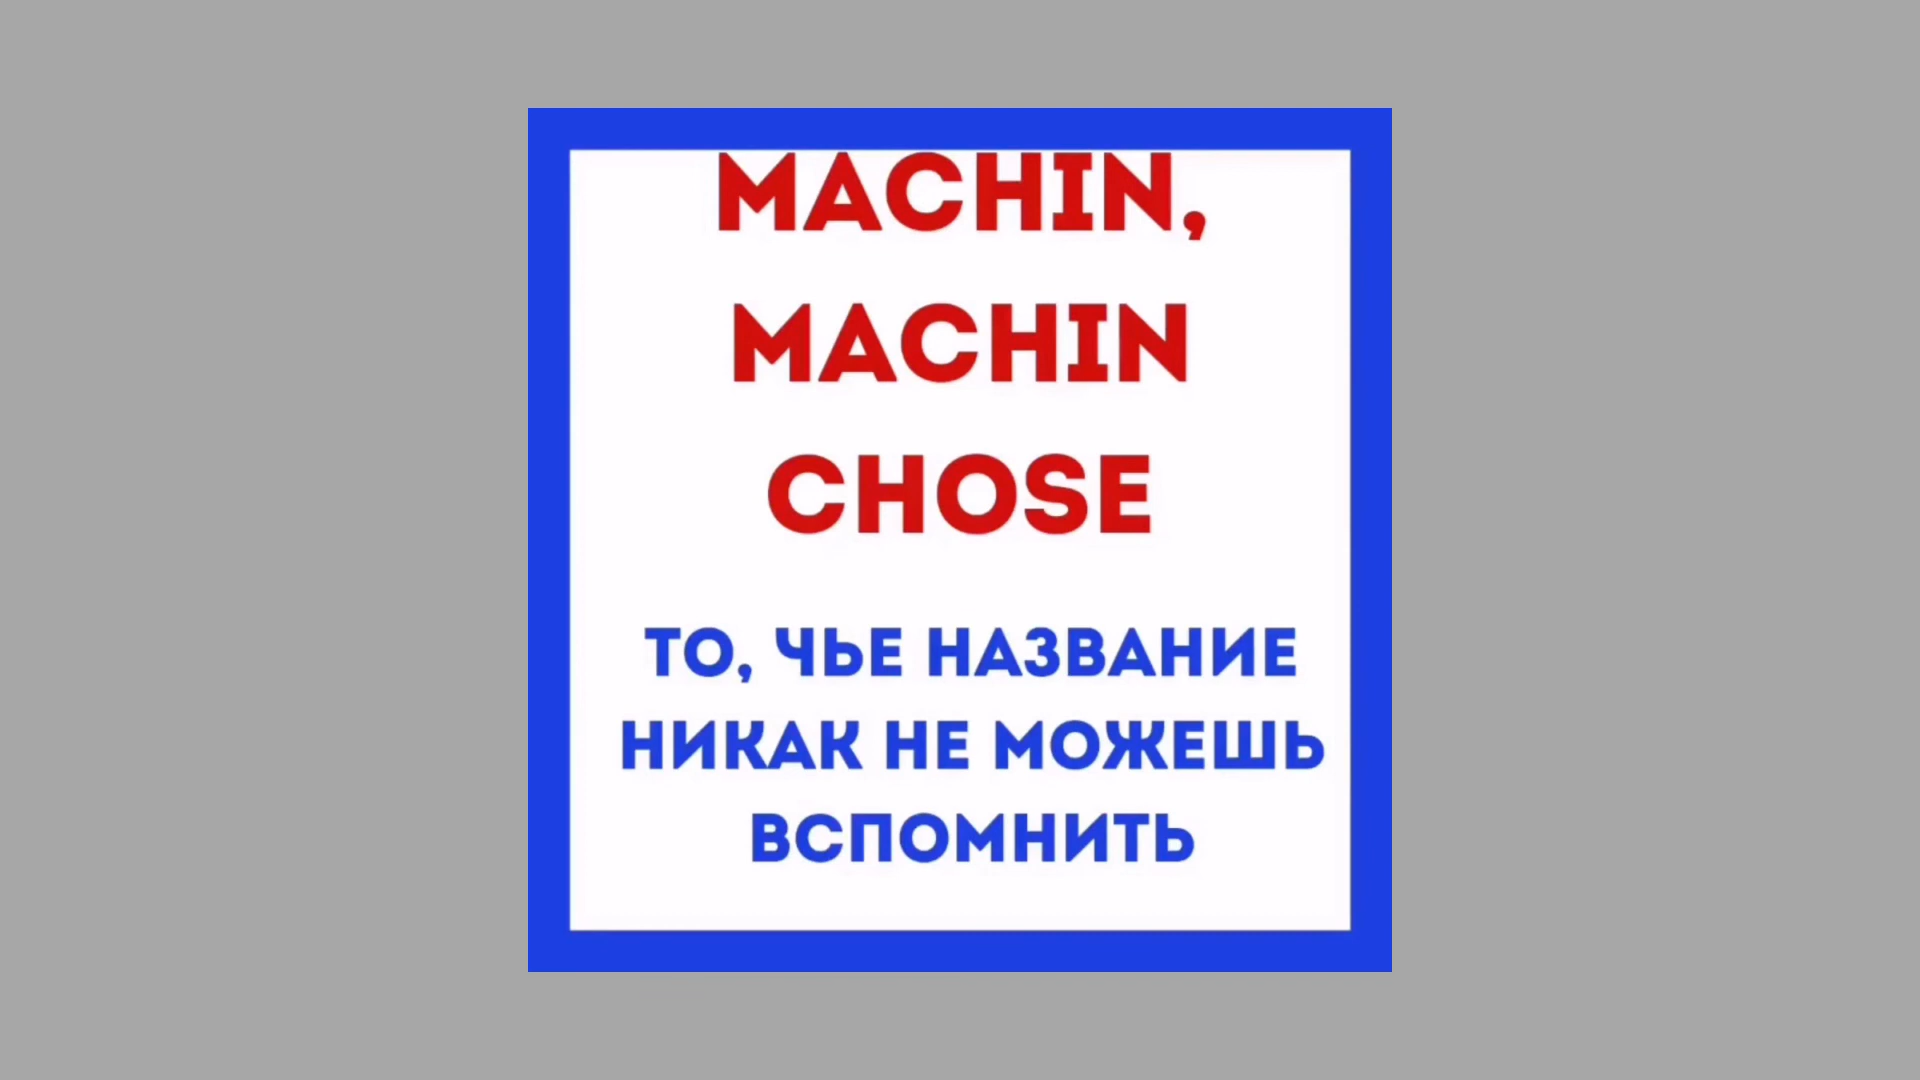 MACHIN,
MACHIN
CHOSE
ТО, ЧЬЕ НАЗВАНИЕ
НИКАК НЕ МОЖЕШЬ
ВСПОМНИТЬ